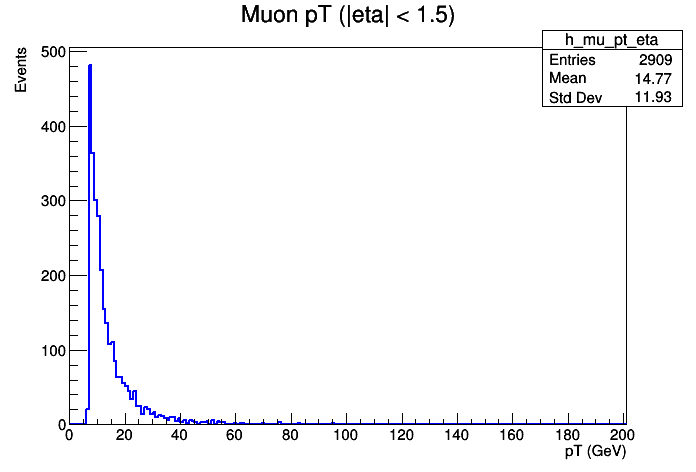 Muon pT (|eta| < 1.5)
h_mu_pt_eta
Entries 2909
Mean 14.77
Std Dev 11.93
Events
500
400
300
200
100
0
0 20 40 60 80 100 120 140 160 180 200
pT (GeV)